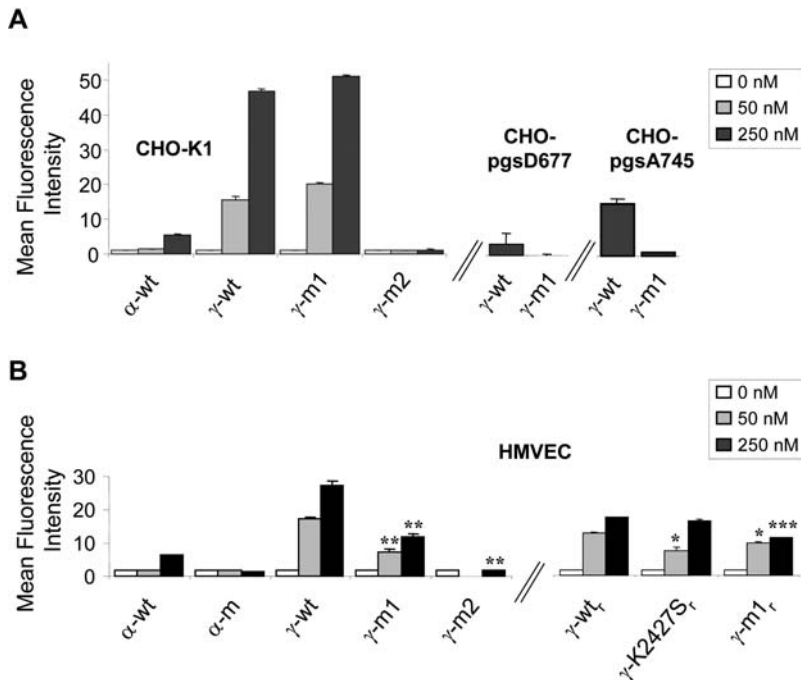 A
Mean Fluorescence
Intensity
50
40
30
20
10
0
CHO-K1
CHO-
pgsD677
CHO-
pgsA745
0 nM
50 nM
250 nM
α-wt
γ-wt
γ-m1
γ-m2
γ-wt
γ-m1
γ-wt
γ-m1
B
Mean Fluorescence
Intensity
30
20
10
0
HMVEC
0 nM
50 nM
250 nM
** **
**
*
* ***
α-wt
α-m
γ-wt
γ-m1
γ-m2
γ-wtᵣ
γ-K2427Sᵣ
γ-m1ᵣ